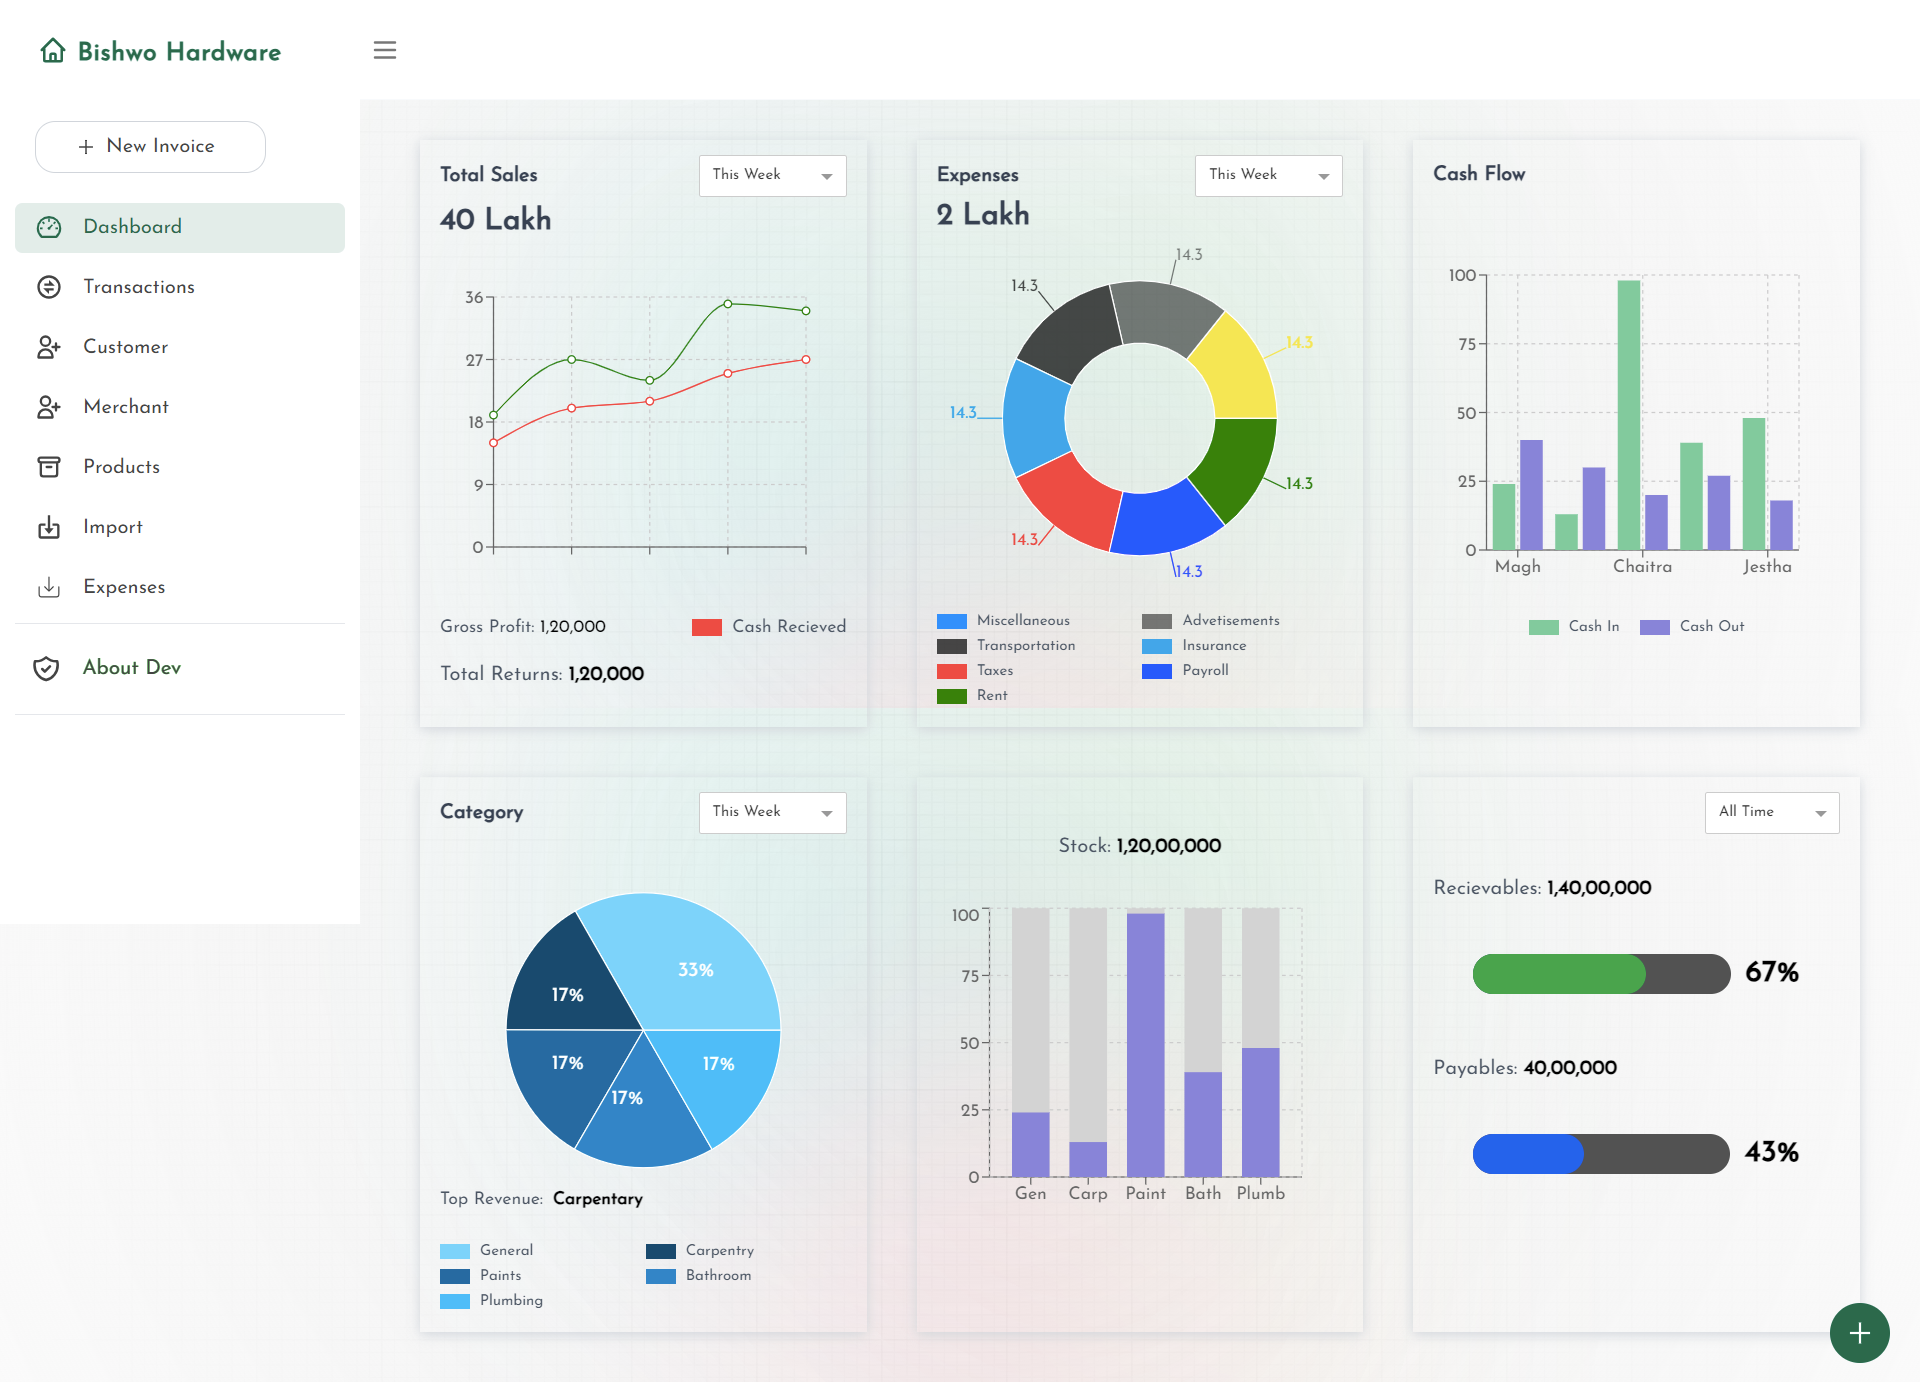 Bishwo Hardware
New Invoice
Dashboard
Transactions
Customer
Merchant
Products
Import
Expenses
About Dev
Total Sales
This Week
40 Lakh
36
27
18
9
0
Gross Profit: 1,20,000
Cash Recieved
Total Returns: 1,20,000
Expenses
This Week
2 Lakh
14.3
14.3
14.3
14.3
14.3
14.3
14.3
Miscellaneous
Advetisements
Transportation
Insurance
Taxes
Payroll
Rent
Cash Flow
100
75
50
25
0
Magh Chaitra Jestha
Cash In Cash Out
Category
This Week
33%
17%
17%
17%
17%
Top Revenue: Carpentary
General
Carpentry
Paints
Bathroom
Plumbing
Stock: 1,20,00,000
100
75
50
25
0
Gen Carp Paint Bath Plumb
All Time
Recievables: 1,40,00,000
67%
Payables: 40,00,000
43%